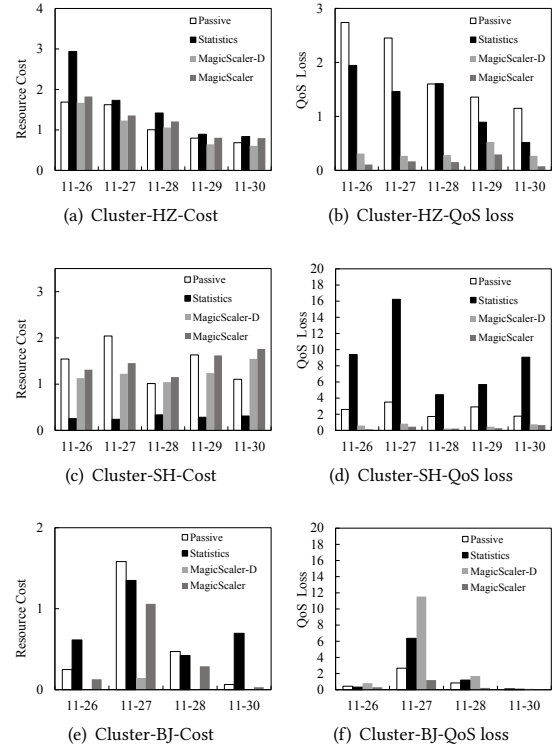 4
3
2
1
0
Resource Cost
Passive
Statistics
MagicScaler-D
MagicScaler
11-26 11-27 11-28 11-29 11-30
(a) Cluster-HZ-Cost
3
2
1
0
QoS Loss
Passive
Statistics
MagicScaler-D
MagicScaler
11-26 11-27 11-28 11-29 11-30
(b) Cluster-HZ-QoS loss
3
2
1
0
Resource Cost
Passive
Statistics
MagicScaler-D
MagicScaler
11-26 11-27 11-28 11-29 11-30
(c) Cluster-SH-Cost
20
18
16
14
12
10
8
6
4
2
0
QoS Loss
Passive
Statistics
MagicScaler-D
MagicScaler
11-26 11-27 11-28 11-29 11-30
(d) Cluster-SH-QoS loss
2
1
0
Resource Cost
Passive
Statistics
MagicScaler-D
MagicScaler
11-26 11-27 11-28 11-30
(e) Cluster-BJ-Cost
20
18
16
14
12
10
8
6
4
2
0
QoS Loss
Passive
Statistics
MagicScaler-D
MagicScaler
11-26 11-27 11-28 11-30
(f) Cluster-BJ-QoS loss